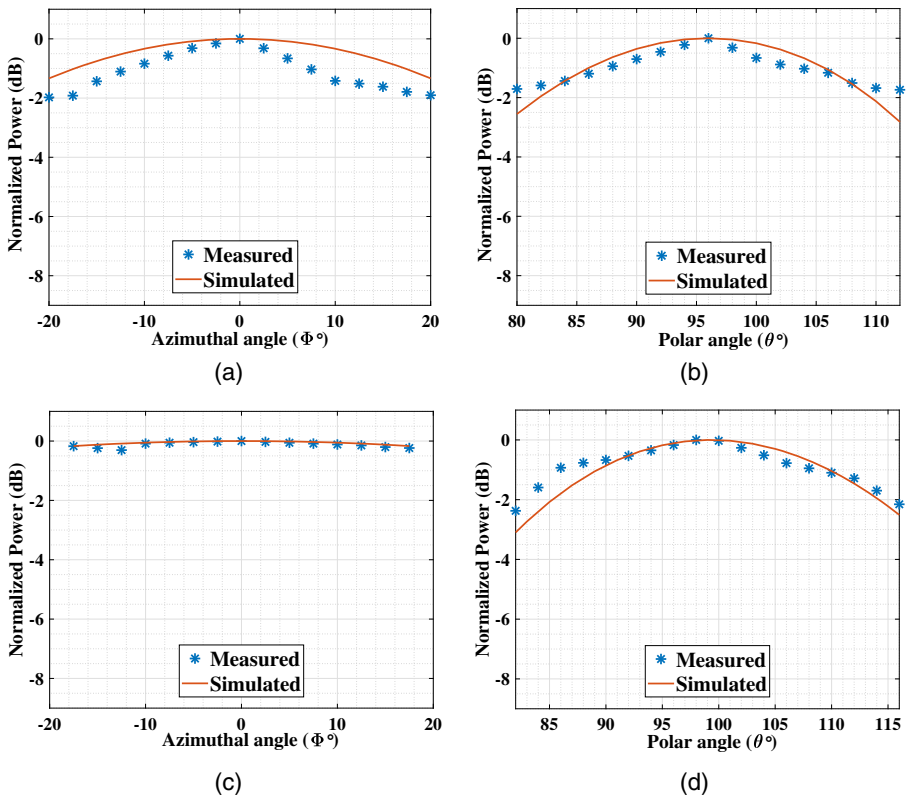 0
-2
-4
-6
-8
Normalized Power (dB)
Measured
Simulated
-20 -10 0 10 20
Azimuthal angle (Φ°)
(a)
0
-2
-4
-6
-8
Normalized Power (dB)
Measured
Simulated
80 85 90 95 100 105 110
Polar angle (θ°)
(b)
0
-2
-4
-6
-8
Normalized Power (dB)
Measured
Simulated
-20 -10 0 10 20
Azimuthal angle (Φ°)
(c)
0
-2
-4
-6
-8
Normalized Power (dB)
Measured
Simulated
85 90 95 100 105 110 115
Polar angle (θ°)
(d)